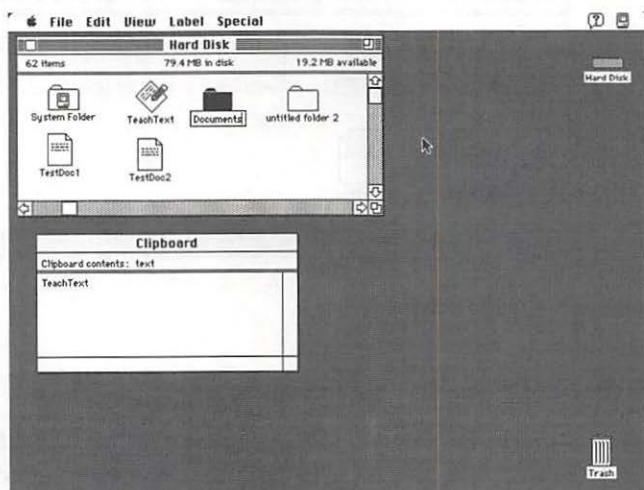 File Edit View Label Special
Hard Disk
62 items 79.4 MB in disk 19.2 MB available
System Folder TeachText Documents untitled folder 2
TestDoc1 TestDoc2
Hard Disk
Clipboard
Clipboard contents: text
TeachText
Trash